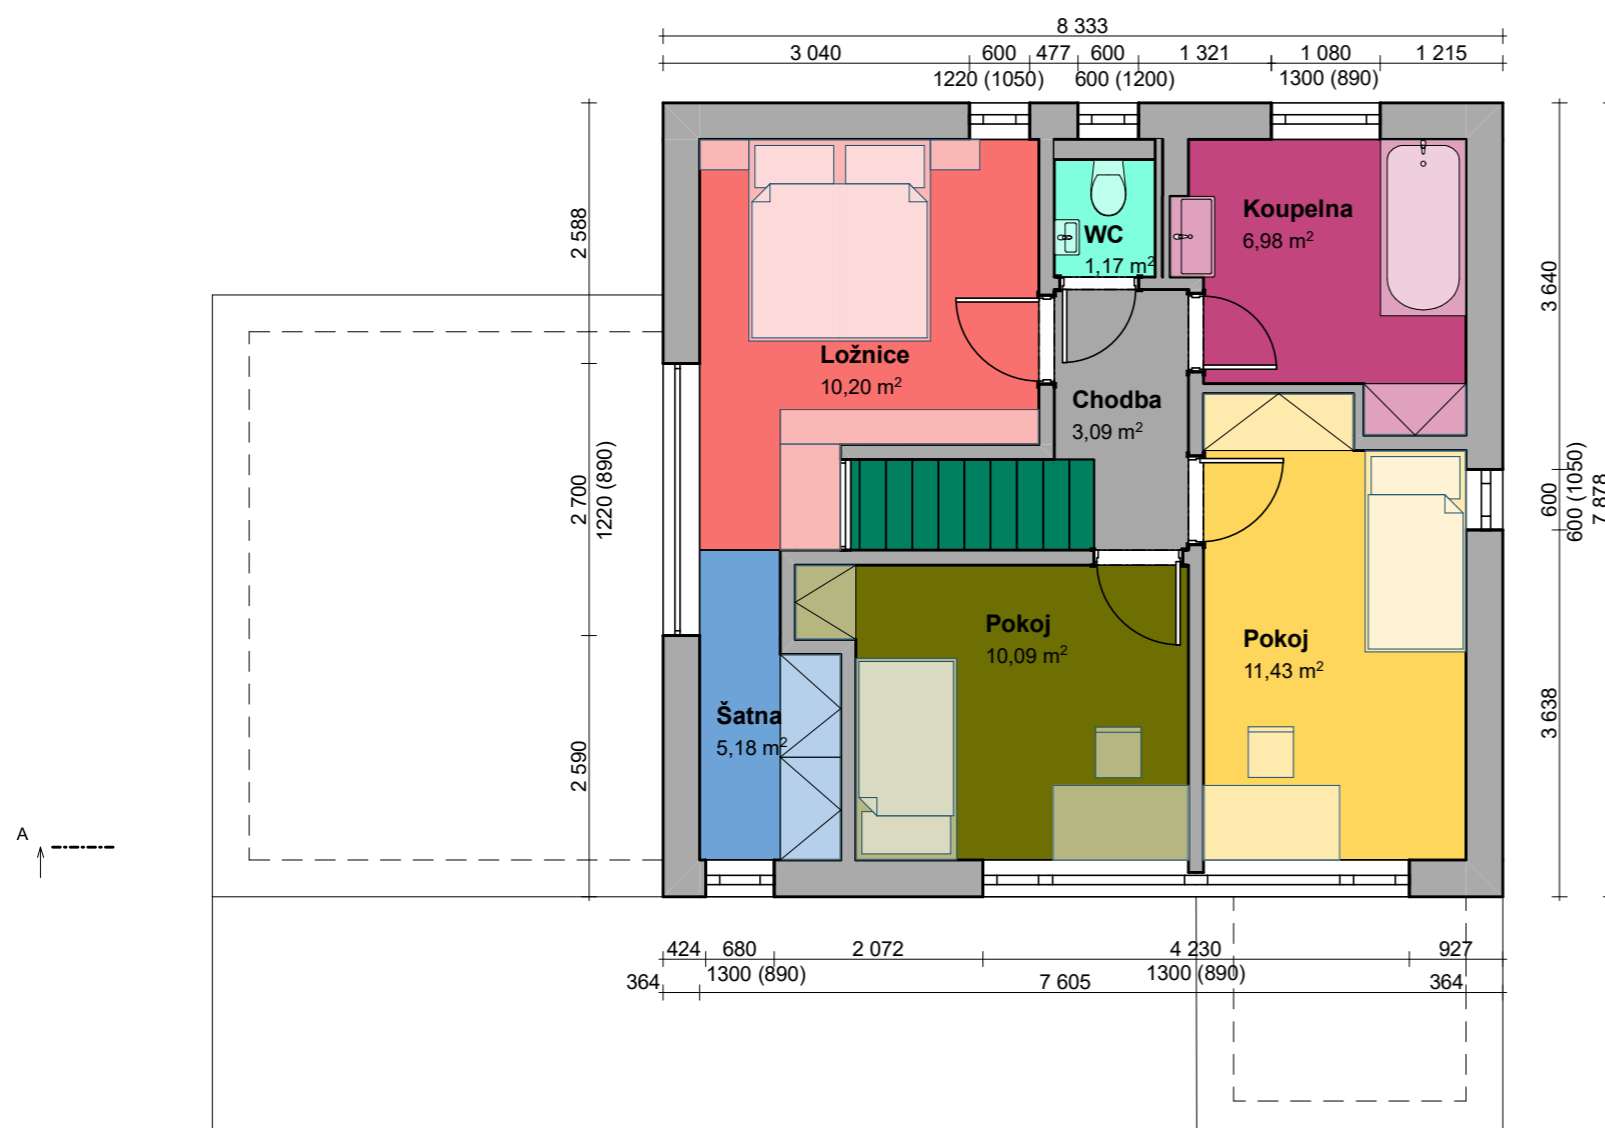 8 333
3 040 600 477 600 1 321 1 080 1 215
1220 (1050) 600 (1200) 1300 (890)
2 588
2 700
1220 (890)
2 590
Koupelna
6,98 m²
WC
1,17 m²
Ložnice
10,20 m²
Chodba
3,09 m²
Pokoj
10,09 m²
Pokoj
11,43 m²
Šatna
5,18 m²
3 640
600
600 (1050)
7 878
3 638
A
424 680 2 072 4 230 927
1300 (890) 1300 (890)
364 7 605 364